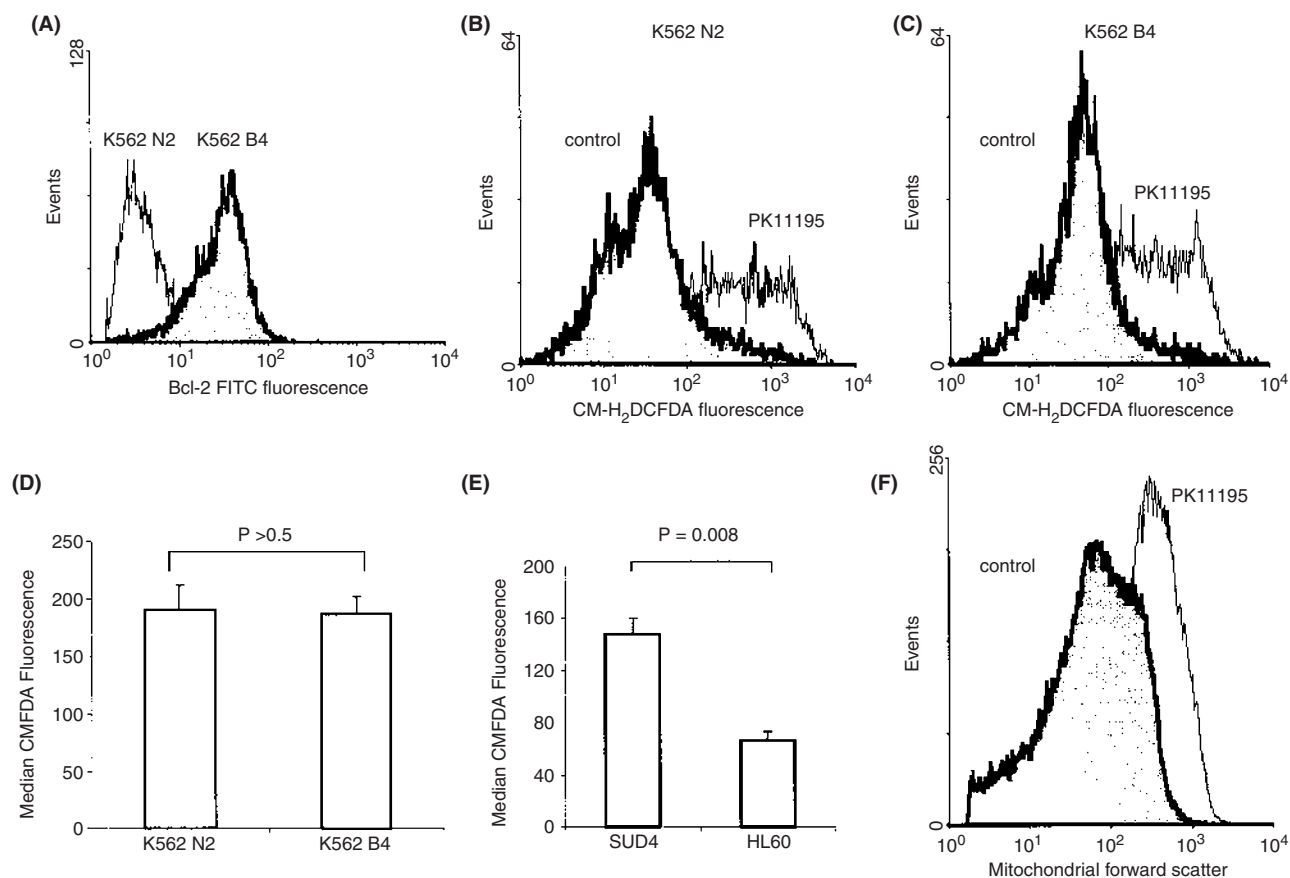 (A)
128
K562 N2 K562 B4
Events
0
10^0 10^1 10^2 10^3 10^4
Bcl-2 FITC fluorescence
(B)
K562 N2
64
control
PK11195
Events
0
10^0 10^1 10^2 10^3 10^4
CM-H₂DCFDA fluorescence
(C)
K562 B4
64
control
PK11195
Events
0
10^0 10^1 10^2 10^3 10^4
CM-H₂DCFDA fluorescence
(D)
P >0.5
250
200
150
100
50
0
Median CMFDA Fluorescence
K562 N2 K562 B4
(E)
P = 0.008
200
160
140
80
60
40
0
Median CMFDA Fluorescence
SUD4 HL60
(F)
256
PK11195
control
Events
0
10^0 10^1 10^2 10^3 10^4
Mitochondrial forward scatter